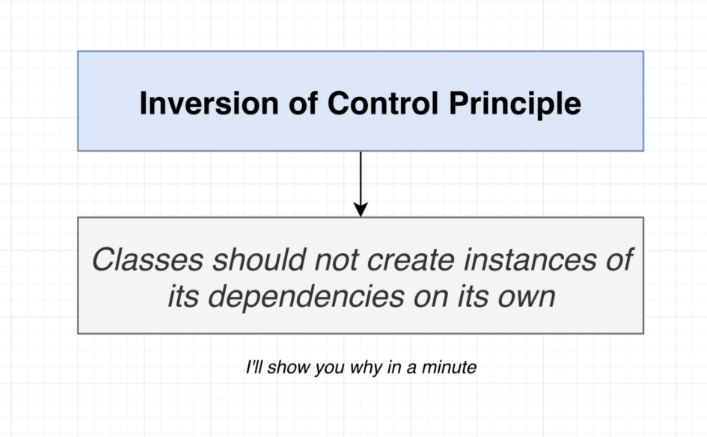 Inversion of Control Principle
Classes should not create instances of
its dependencies on its own
I'll show you why in a minute